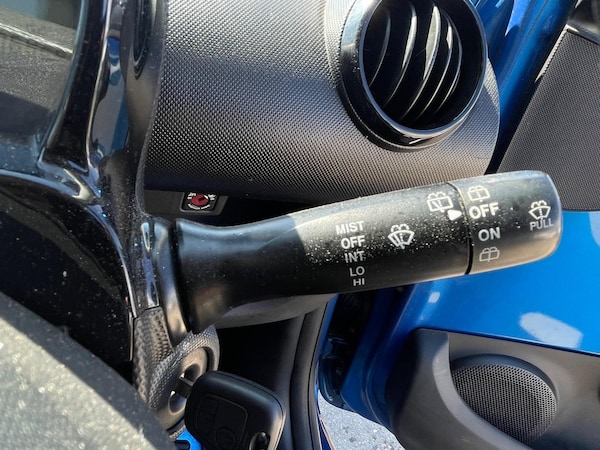 MIST
OFF
INT
LO
HI
OFF
ON
PULL